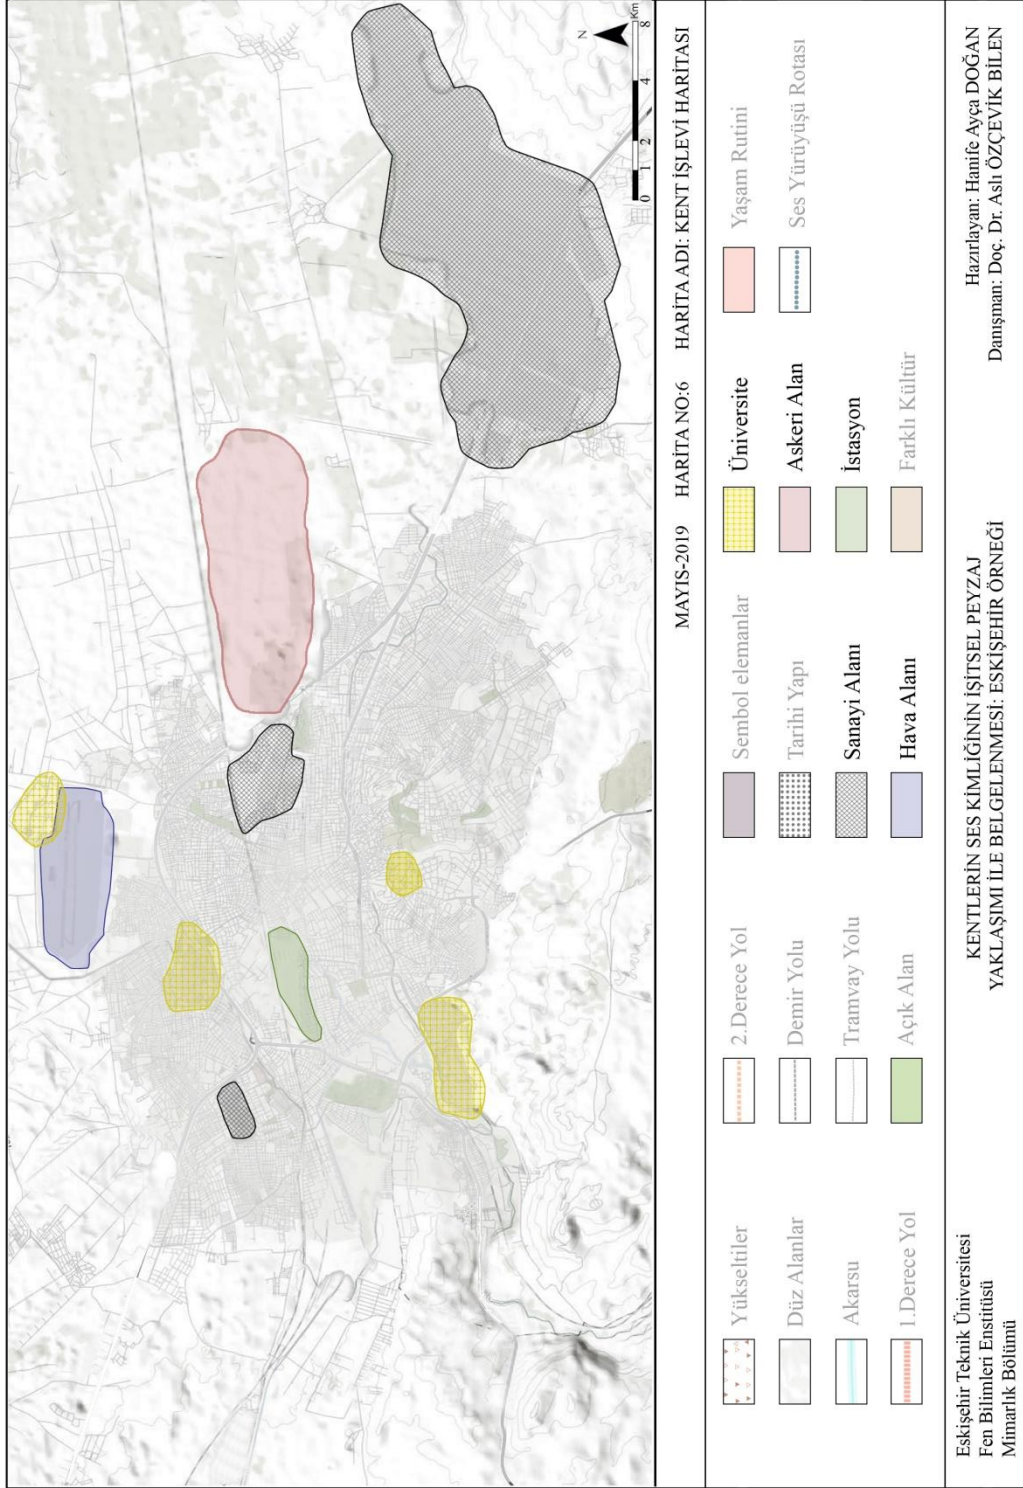 N
0 1 2 4 8 Km
MAYIS-2019 HARİTA NO:6 HARİTA ADI: KENT İŞLEVİ HARİTASI
Yükseltiler
Düz Alanlar
Akarsu
1.Derece Yol
2.Derece Yol
Demir Yolu
Tramvay Yolu
Açık Alan
Sembol elemanlar
Tarihi Yapı
Sanayi Alanı
Hava Alanı
Üniversite
Askeri Alan
İstasyon
Farklı Kültür
Yaşam Rutini
Ses Yürüyüşü Rotası
Eskişehir Teknik Üniversitesi
Fen Bilimleri Enstitüsü
Mimarlık Bölümü
KENTLERİN SES KİMLİĞİNİN İŞİTSEL PEYZAJ
YAKLAŞIMI İLE BELGELENMESİ: ESKİŞEHİR ÖRNEĞİ
Hazırlayan: Hanife Ayça DOĞAN
Danışman: Doç. Dr. Aslı ÖZÇEVİK BİLEN